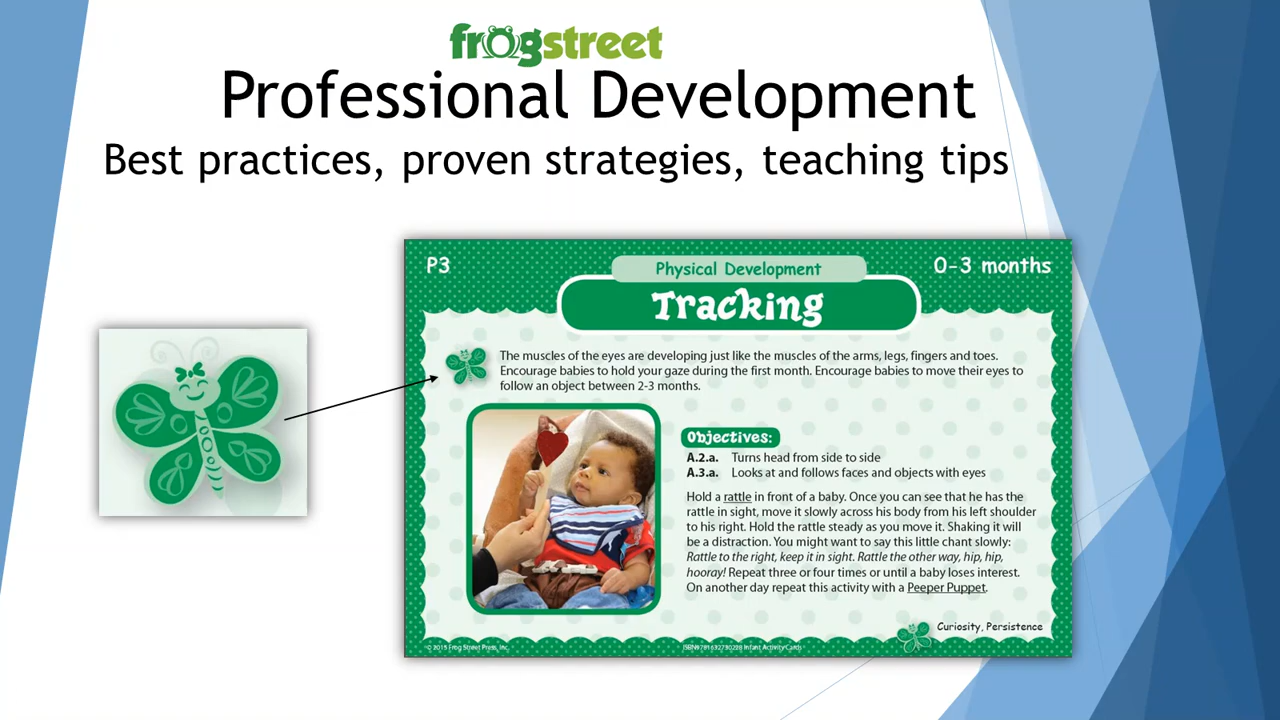 frogstreet
Professional Development
Best practices, proven strategies, teaching tips
P3
Physical Development
0-3 months
Tracking
The muscles of the eyes are developing just like the muscles of the arms, legs, fingers and toes.
Encourage babies to hold your gaze during the first month. Encourage babies to move their eyes to
follow an object between 2-3 months.
Objectives:
A.2.a. Turns head from side to side
A.3.a. Looks at and follows faces and objects with eyes
Hold a rattle in front of a baby. Once you can see that he has the
rattle in sight, move it slowly across his body from his left shoulder
to his right. Hold the rattle steady as you move it. Shaking it will
be a distraction. You might want to say this little chant slowly:
Rattle to the right, keep it in sight. Rattle the other way, hip, hip,
hooray! Repeat three or four times or until a baby loses interest.
On another day repeat this activity with a Peeper Puppet.
Curiosity, Persistence
© 2015 Frog Street Press, Inc.
ISBN9781632730228 Infant Activity Cards